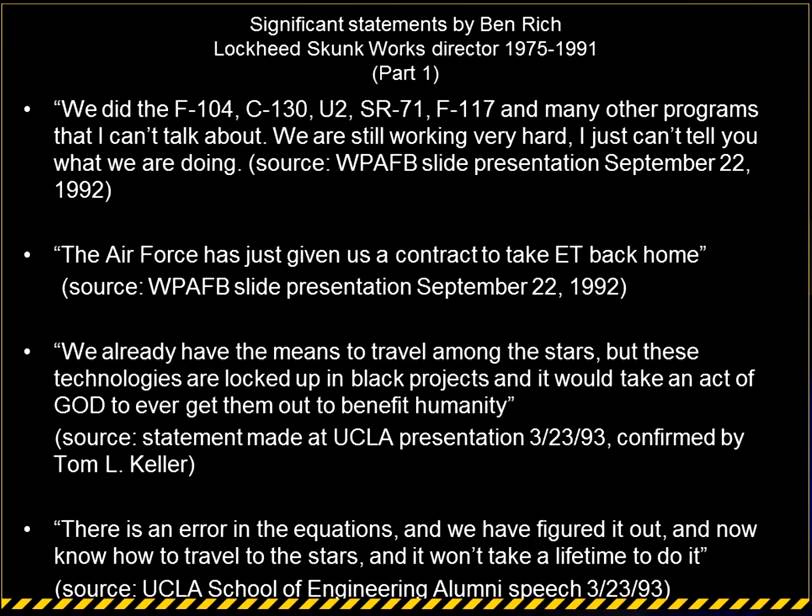 Significant statements by Ben Rich
Lockheed Skunk Works director 1975-1991
(Part 1)
• “We did the F-104, C-130, U2, SR-71, F-117 and many other programs
that I can’t talk about. We are still working very hard, I just can’t tell you
what we are doing. (source: WPAFB slide presentation September 22,
1992)
• “The Air Force has just given us a contract to take ET back home”
(source: WPAFB slide presentation September 22, 1992)
• “We already have the means to travel among the stars, but these
technologies are locked up in black projects and it would take an act of
GOD to ever get them out to benefit humanity”
(source: statement made at UCLA presentation 3/23/93, confirmed by
Tom L. Keller)
• “There is an error in the equations, and we have figured it out, and now
know how to travel to the stars, and it won’t take a lifetime to do it”
(source: UCLA School of Engineering Alumni speech 3/23/93)